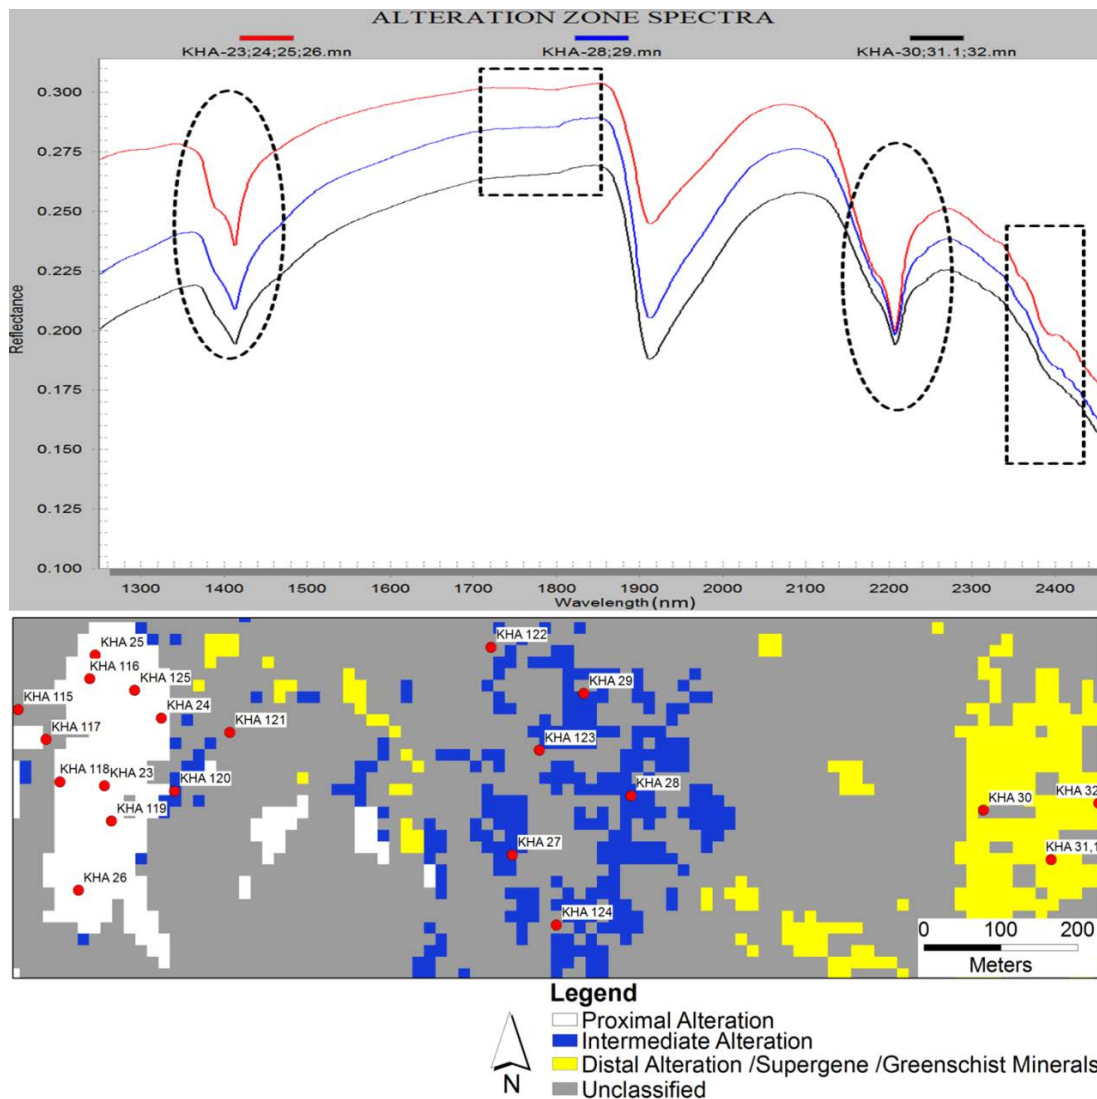 ALTERATION ZONE SPECTRA
KHA-23;24;25;26.mn KHA-28;29.mn KHA-30;31.1;32.mn
0.300
0.275
0.250
0.225
0.200
0.175
0.150
0.125
0.100
Reflectance
1300 1400 1500 1600 1700 1800 1900 2000 2100 2200 2300 2400
Wavelength(nm)
KHA 122
KHA 25
KHA 116
KHA 125
KHA 29
KHA 115
KHA 24
KHA 121
KHA 117
KHA 123
KHA 118
KHA 23
KHA 120
KHA 28
KHA 32
KHA 30
KHA 119
KHA 27
KHA 31,1
KHA 26
KHA 124
0 100 200
Meters
Legend
Proximal Alteration
Intermediate Alteration
Distal Alteration /Supergene /Greenschist Minerals
Unclassified
N